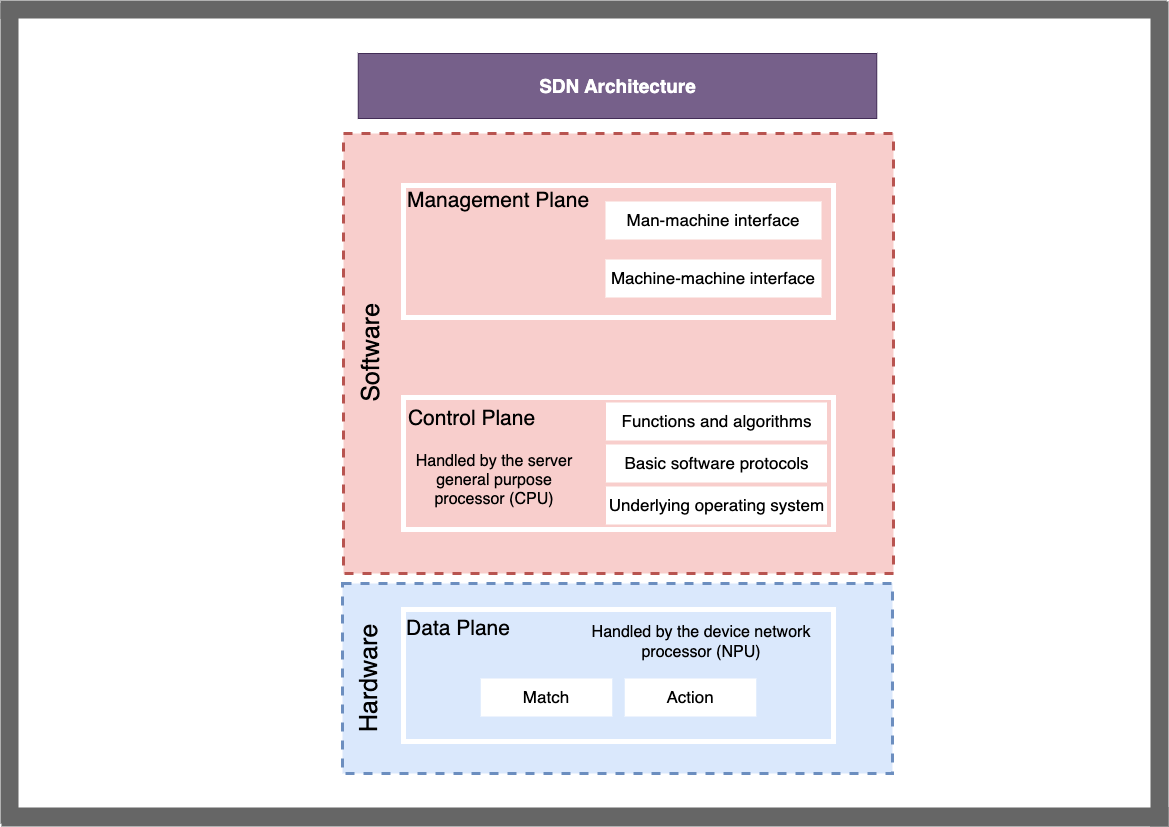 SDN Architecture
Software
Management Plane
Man-machine interface
Machine-machine interface
Control Plane
Handled by the server
general purpose
processor (CPU)
Functions and algorithms
Basic software protocols
Underlying operating system
Hardware
Data Plane
Handled by the device network
processor (NPU)
Match
Action